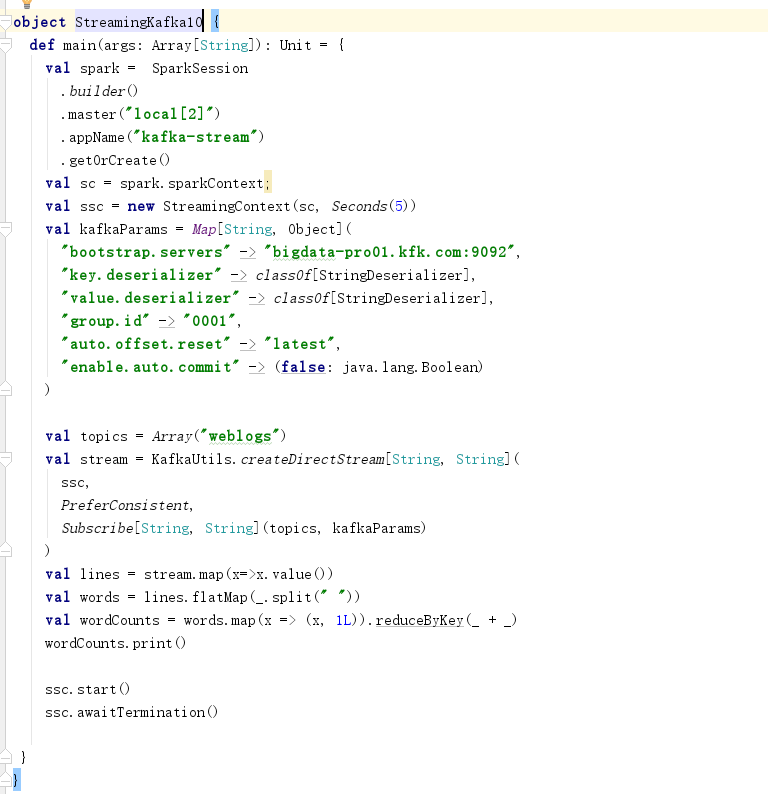 object StreamingKafka10 {
  def main(args: Array[String]): Unit = {
    val spark =  SparkSession
      .builder()
      .master("local[2]")
      .appName("kafka-stream")
      .getOrCreate()
    val sc = spark.sparkContext;
    val ssc = new StreamingContext(sc, Seconds(5))
    val kafkaParams = Map[String, Object](
      "bootstrap.servers" -> "bigdata-pro01.kfk.com:9092",
      "key.deserializer" -> classOf[StringDeserializer],
      "value.deserializer" -> classOf[StringDeserializer],
      "group.id" -> "0001",
      "auto.offset.reset" -> "latest",
      "enable.auto.commit" -> (false: java.lang.Boolean)
    )
    val topics = Array("weblogs")
    val stream = KafkaUtils.createDirectStream[String, String](
      ssc,
      PreferConsistent,
      Subscribe[String, String](topics, kafkaParams)
    )
    val lines = stream.map(x=>x.value())
    val words = lines.flatMap(_.split(" "))
    val wordCounts = words.map(x => (x, 1L)).reduceByKey(_ + _)
    wordCounts.print()
    ssc.start()
    ssc.awaitTermination()
 }
}